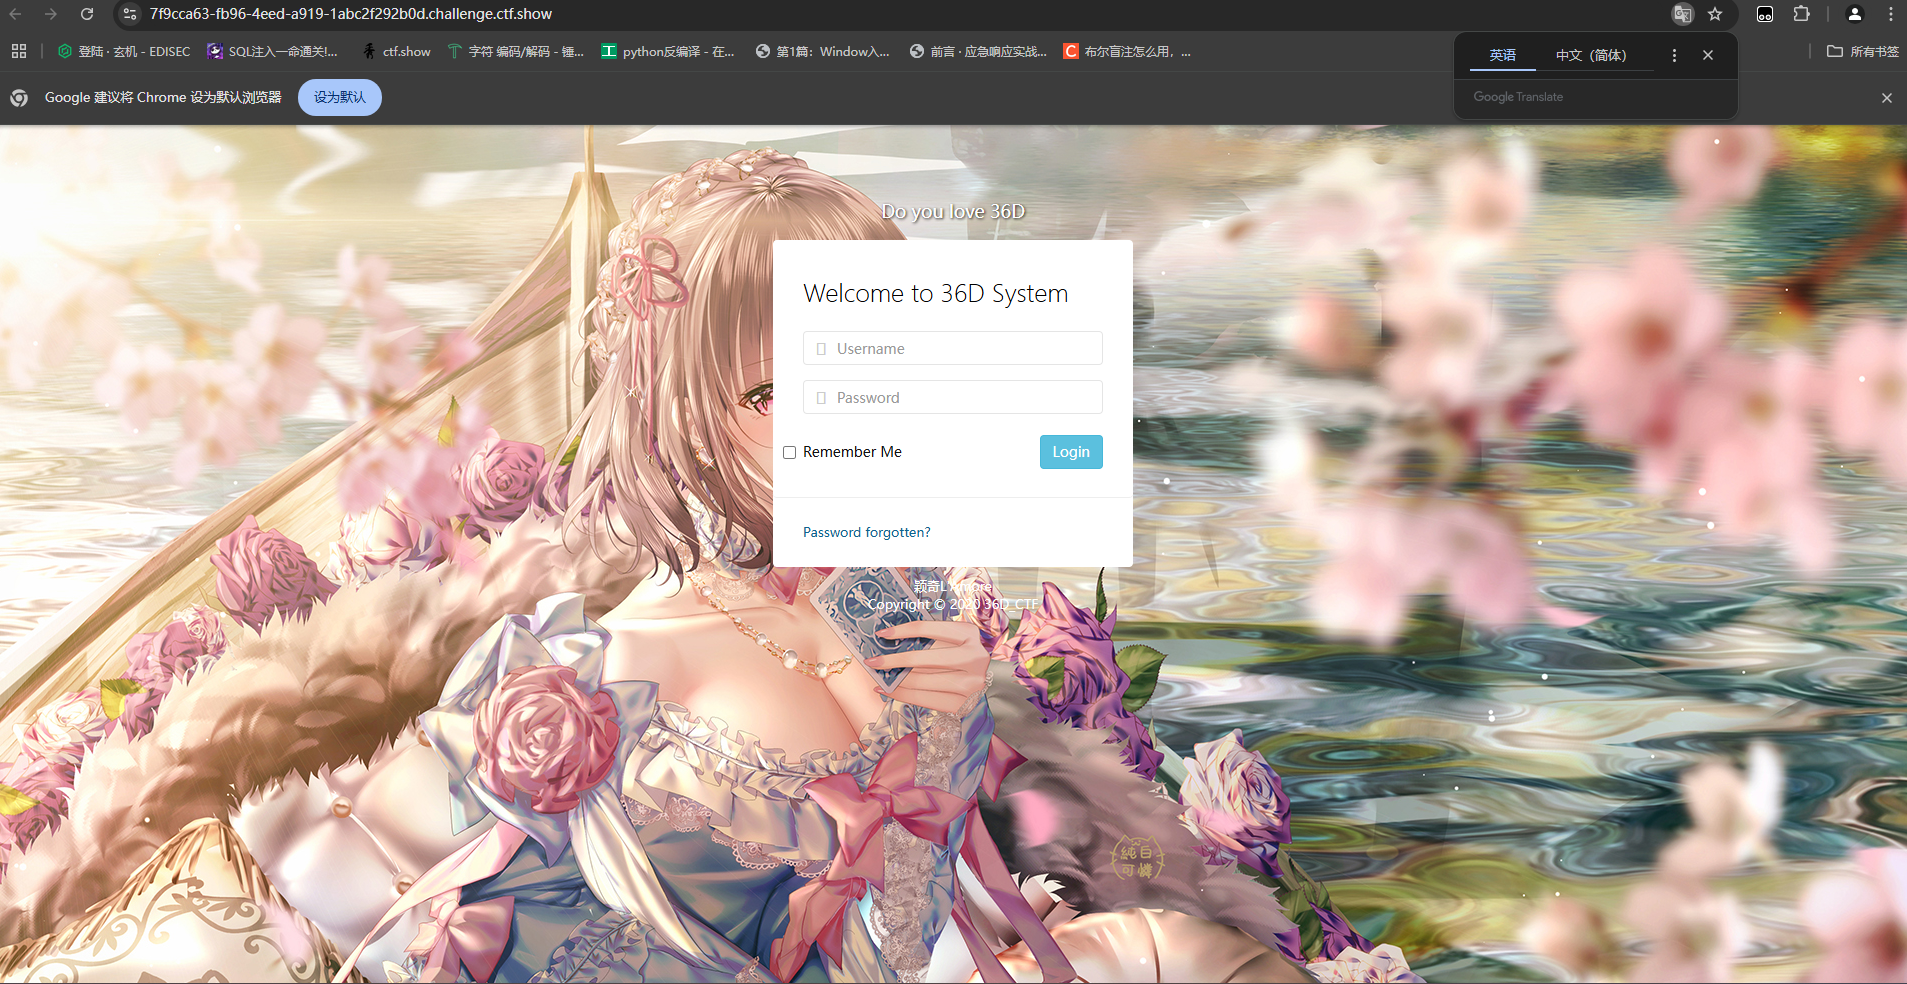 7f9cca63-fb96-4eed-a919-1abc2f292b0d.challenge.ctf.show
登陆 · 玄机 - EDISEC
SQL注入一命通关!...
ctf.show
字符 编码/解码 - 锤...
python反编译 - 在...
第1篇：Window入...
前言 · 应急响应实战...
布尔盲注怎么用，...
所有书签
英语
中文（简体）
Google Translate
Google 建议将 Chrome 设为默认浏览器
设为默认
Do you love 36D
Welcome to 36D System
Username
Password
Remember Me
Login
Password forgotten?
颖奇L'Amore
Copyright © 2020 36D_CTF
純白
可憐